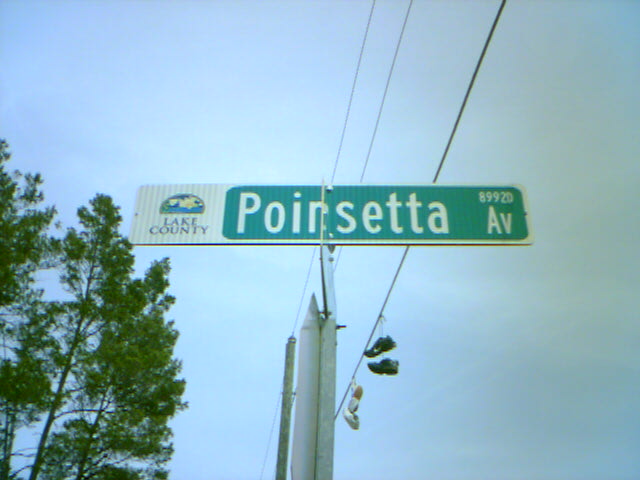 LAKE
COUNTY
Poinsetta
8992D
Av